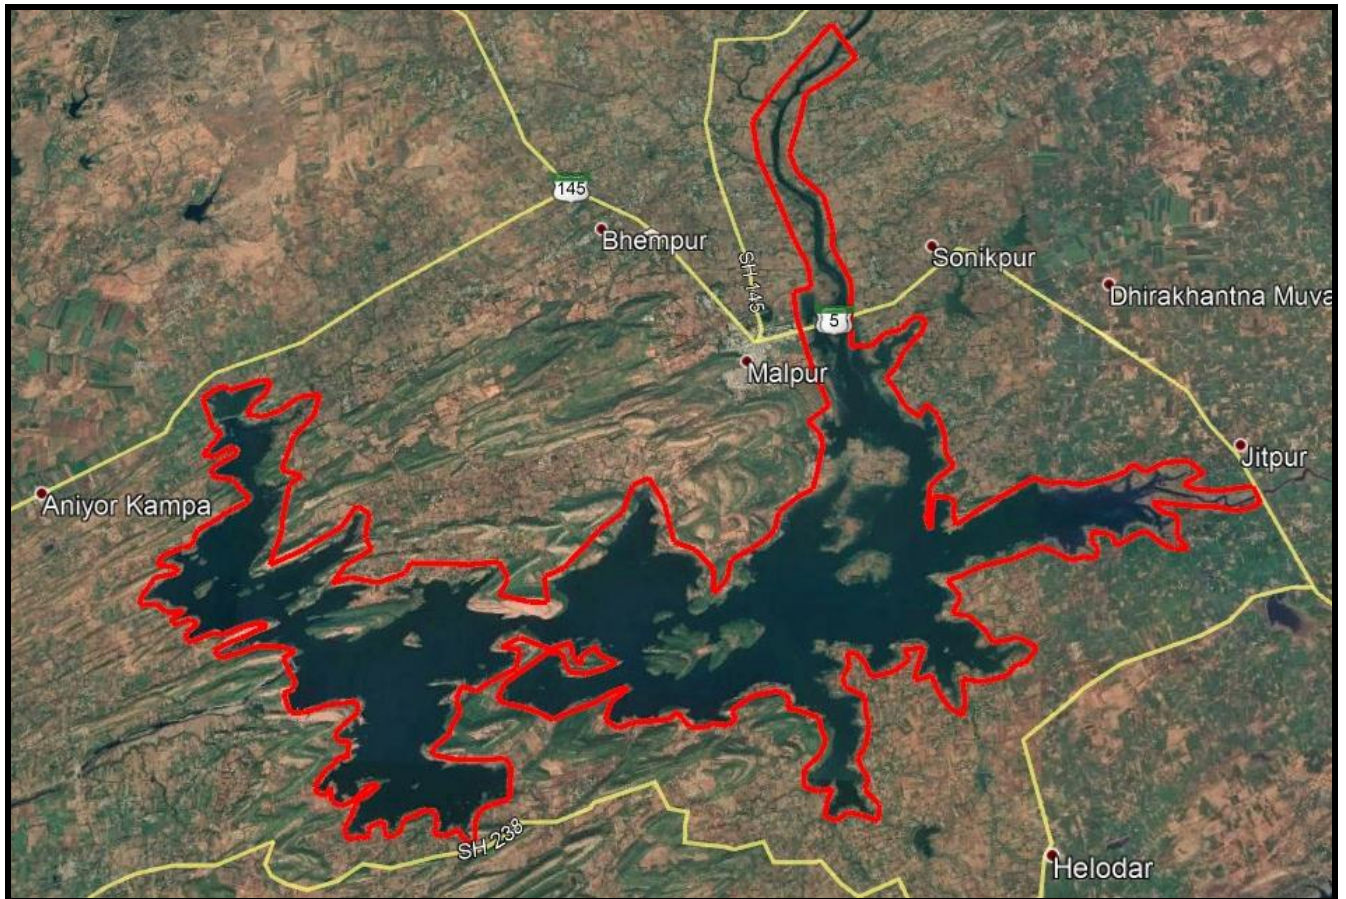 145
Bhempur
SH 145
Sonikpur
Dhirakhantna Muva
5
Malpur
Jitpur
Aniyor Kampa
SH 238
Helodar